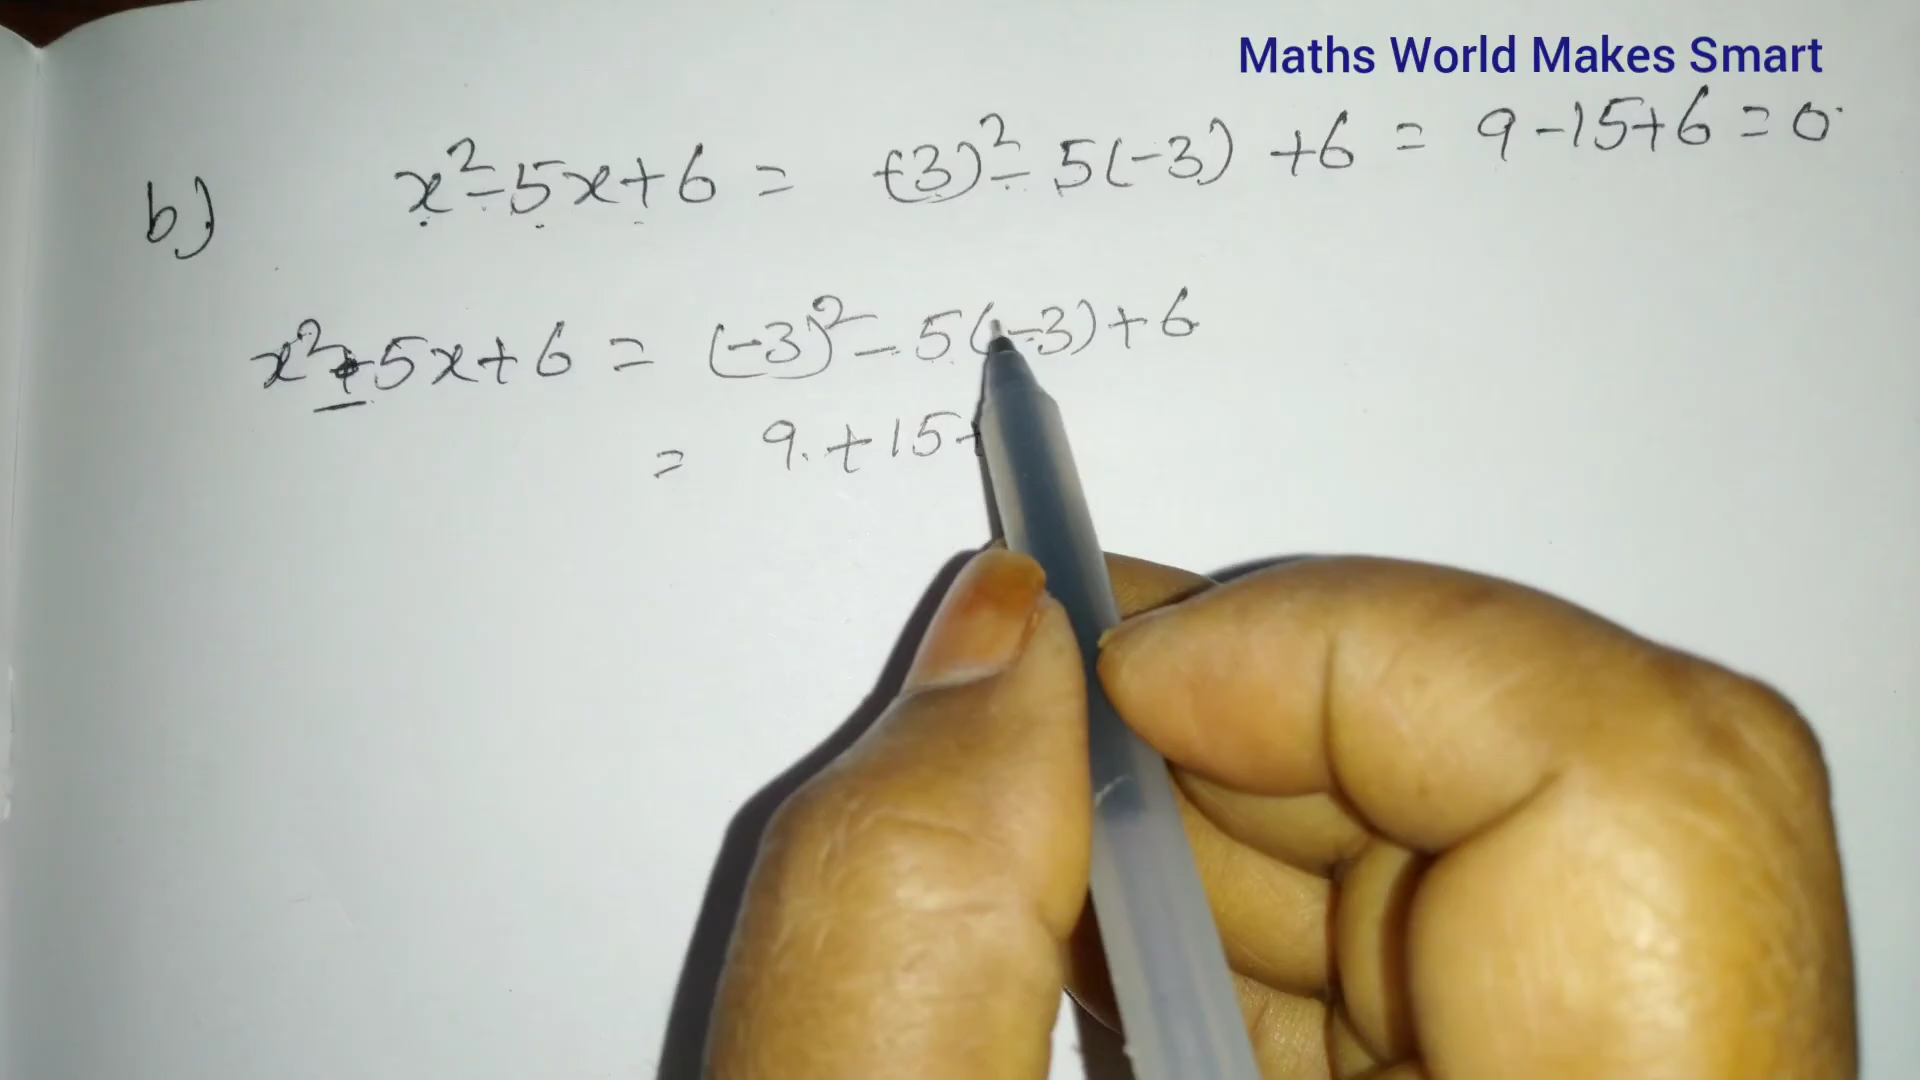 Maths World Makes Smart
b) x²-5x+6 = (-3)²- 5(-3) +6 = 9-15+6=0
x²-5x+6 = (-3)²- 5(-3)+6
= 9.+15+